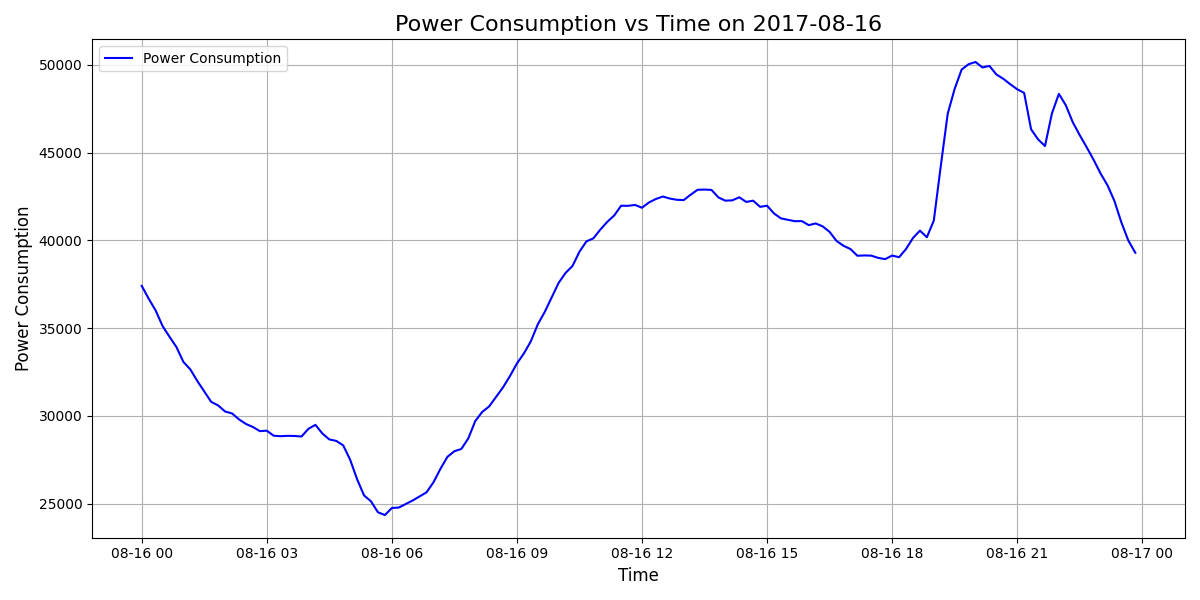 Power Consumption vs Time on 2017-08-16
Power Consumption
50000
45000
40000
35000
30000
25000
Power Consumption
08-16 00 08-16 03 08-16 06 08-16 09 08-16 12 08-16 15 08-16 18 08-16 21 08-17 00
Time